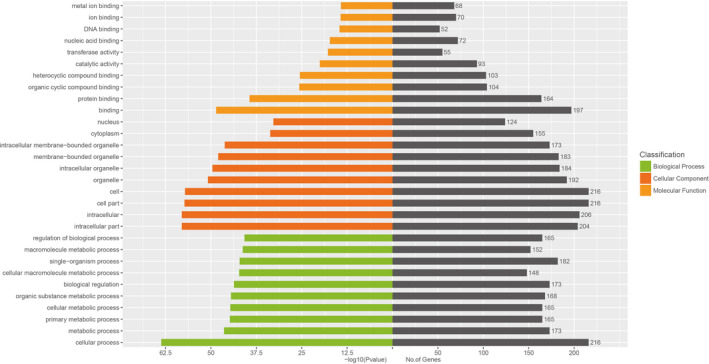 metal ion binding 68
ion binding 70
DNA binding 52
nucleic acid binding 72
transferase activity 55
catalytic activity 93
heterocyclic compound binding 103
organic cyclic compound binding 104
protein binding 164
binding 197
nucleus 124
cytoplasm 155
intracellular membrane-bounded organelle 173
membrane-bounded organelle 183
intracellular organelle 184
organelle 192
cell 216
cell part 216
intracellular 206
intracellular part 204
regulation of biological process 165
macromolecule metabolic process 152
single-organism process 182
cellular macromolecule metabolic process 148
biological regulation 173
organic substance metabolic process 168
cellular metabolic process 165
primary metabolic process 165
metabolic process 173
cellular process 216
62.5 50 37.5 25 12.5 0 50 100 150 200
−log10(Pvalue) No.of Genes
Classification
Biological Process
Cellular Component
Molecular Function